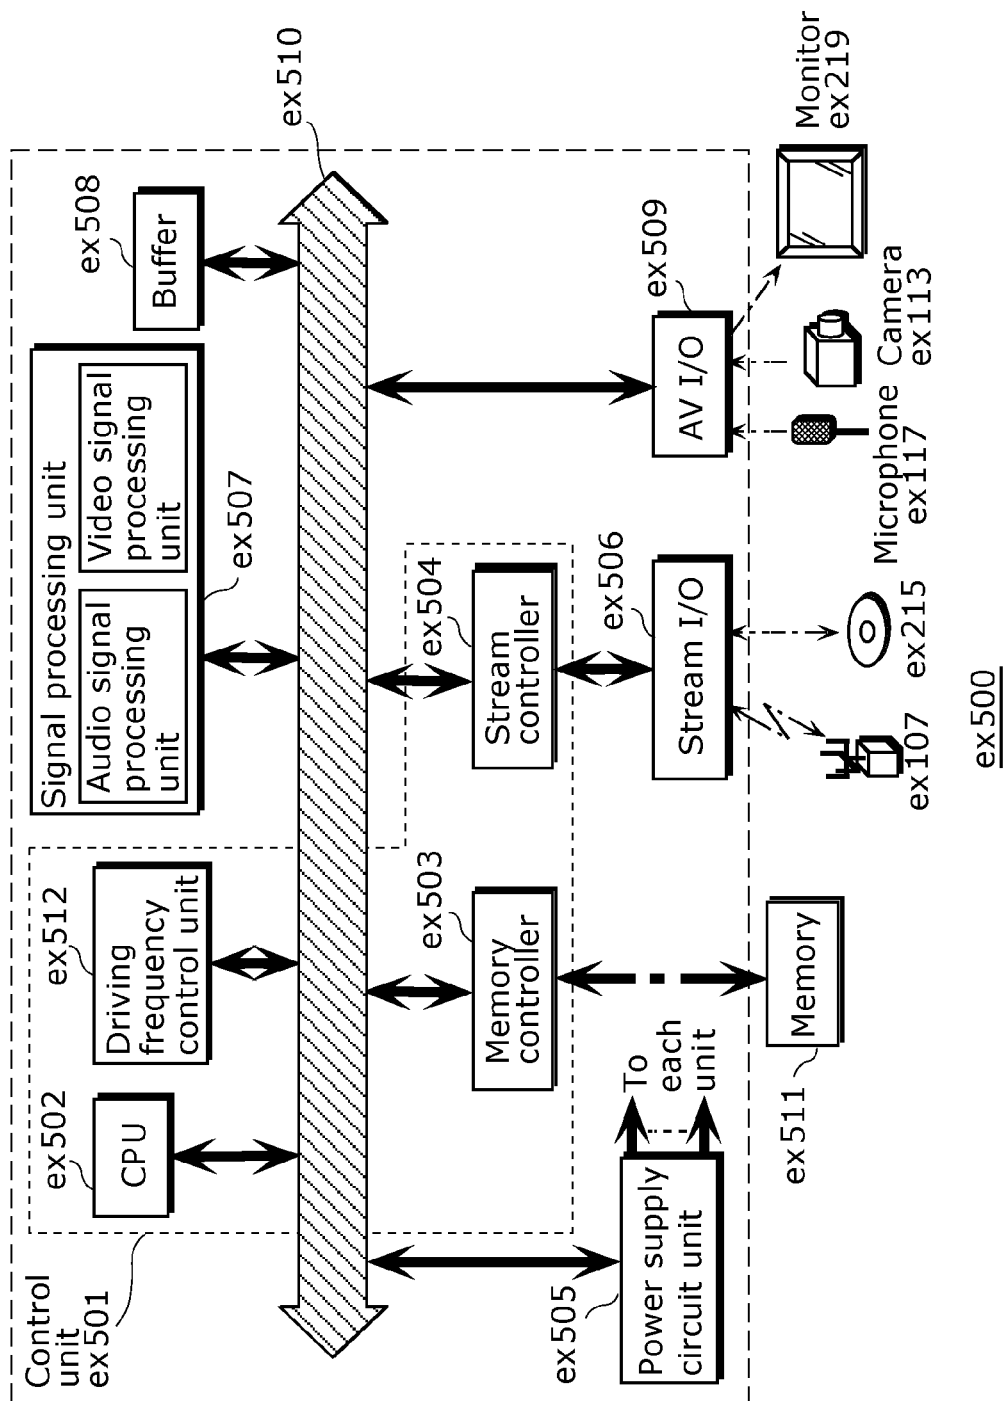 Control
unit
ex501
ex502
CPU
ex512
Driving
frequency
control unit
Signal processing unit
Audio signal
processing
unit
Video signal
processing
unit
ex507
ex508
Buffer
ex510
ex503
Memory
controller
ex504
Stream
controller
ex505
Power supply
circuit unit
To
each
unit
ex506
Stream I/O
ex509
AV I/O
ex511
Memory
ex107
ex215
Microphone
ex117
Camera
ex113
Monitor
ex219
ex500